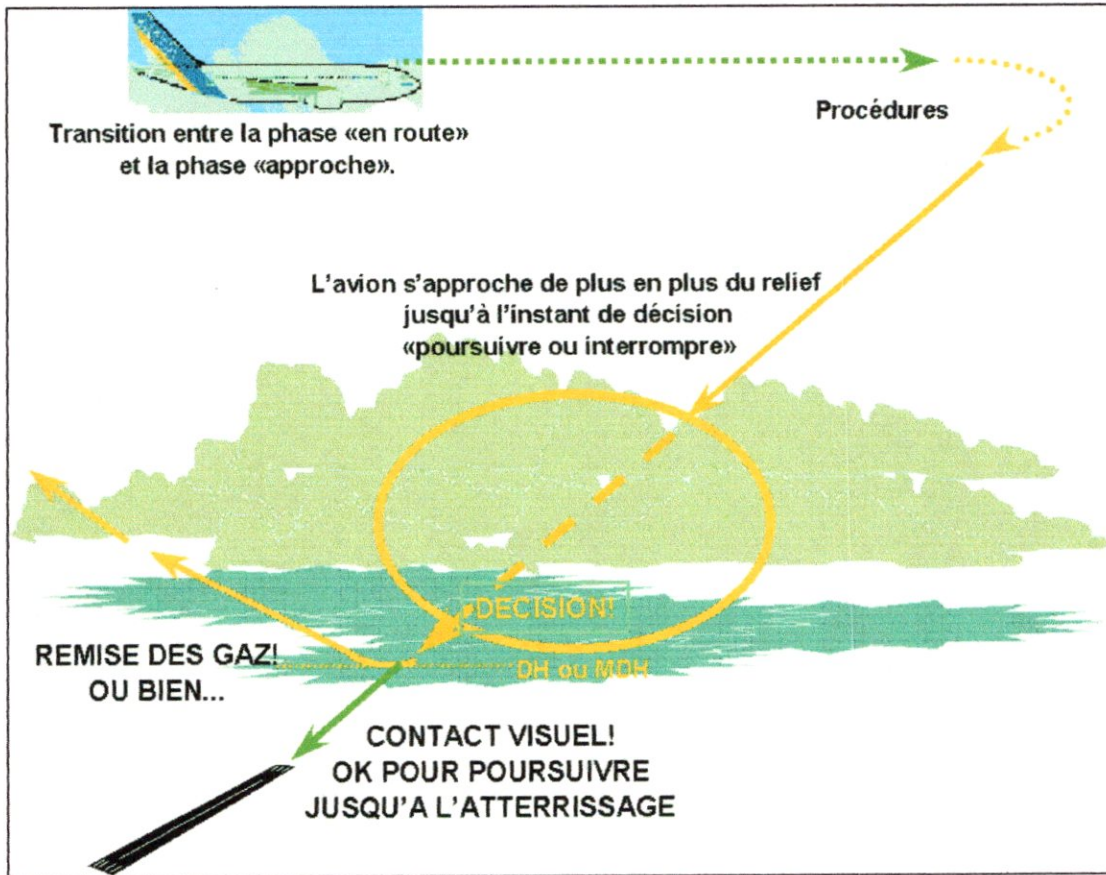 Transition entre la phase «en route»
et la phase «approche».
Procédures
L'avion s'approche de plus en plus du relief
jusqu'à l'instant de décision
«poursuivre ou interrompre»
DECISION!
DH ou MDH
REMISE DES GAZ!
OU BIEN...
CONTACT VISUEL!
OK POUR POURSUIVRE
JUSQU'A L'ATTERRISSAGE